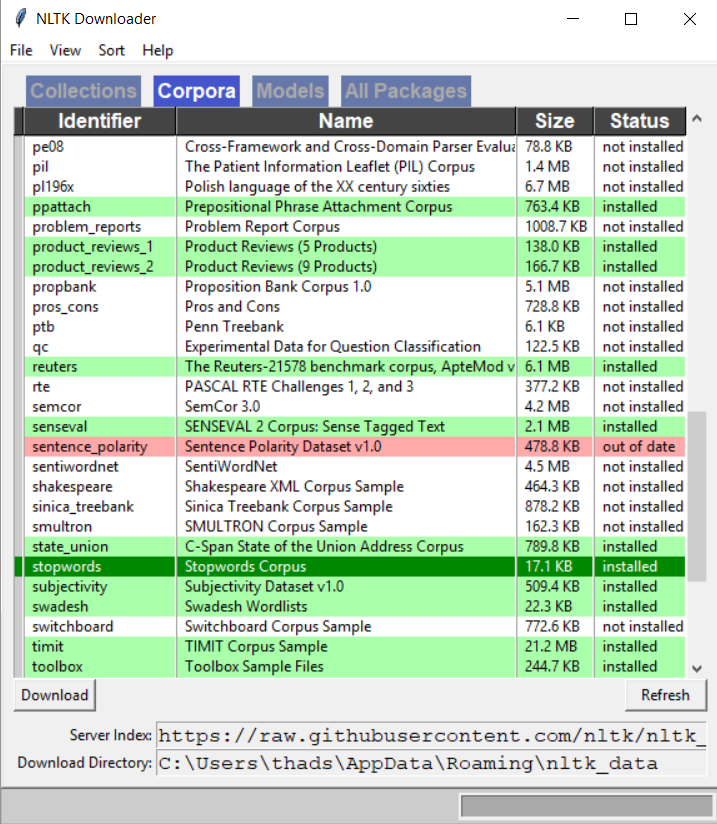 NLTK Downloader
File View Sort Help
Collections Corpora Models All Packages
Identifier Name Size Status
pe08 Cross-Framework and Cross-Domain Parser Evalua 78.8 KB not installed
pil The Patient Information Leaflet (PIL) Corpus 1.4 MB not installed
pl196x Polish language of the XX century sixties 6.7 MB not installed
ppattach Prepositional Phrase Attachment Corpus 763.4 KB installed
problem_reports Problem Report Corpus 1008.7 KB not installed
product_reviews_1 Product Reviews (5 Products) 138.0 KB installed
product_reviews_2 Product Reviews (9 Products) 166.7 KB installed
propbank Proposition Bank Corpus 1.0 5.1 MB not installed
pros_cons Pros and Cons 728.8 KB not installed
ptb Penn Treebank 6.1 KB not installed
qc Experimental Data for Question Classification 122.5 KB not installed
reuters The Reuters-21578 benchmark corpus, ApteMod v 6.1 MB installed
rte PASCAL RTE Challenges 1, 2, and 3 377.2 KB not installed
semcor SemCor 3.0 4.2 MB not installed
senseval SENSEVAL 2 Corpus: Sense Tagged Text 2.1 MB installed
sentence_polarity Sentence Polarity Dataset v1.0 478.8 KB out of date
sentiwordnet SentiWordNet 4.5 MB not installed
shakespeare Shakespeare XML Corpus Sample 464.3 KB not installed
sinica_treebank Sinica Treebank Corpus Sample 878.2 KB not installed
smultron SMULTRON Corpus Sample 162.3 KB not installed
state_union C-Span State of the Union Address Corpus 789.8 KB installed
stopwords Stopwords Corpus 17.1 KB installed
subjectivity Subjectivity Dataset v1.0 509.4 KB installed
swadesh Swadesh Wordlists 22.3 KB installed
switchboard Switchboard Corpus Sample 772.6 KB not installed
timit TIMIT Corpus Sample 21.2 MB installed
toolbox Toolbox Sample Files 244.7 KB installed
Download Refresh
Server Index: https://raw.githubusercontent.com/nltk/nltk_
Download Directory: C:\Users\thads\AppData\Roaming\nltk_data